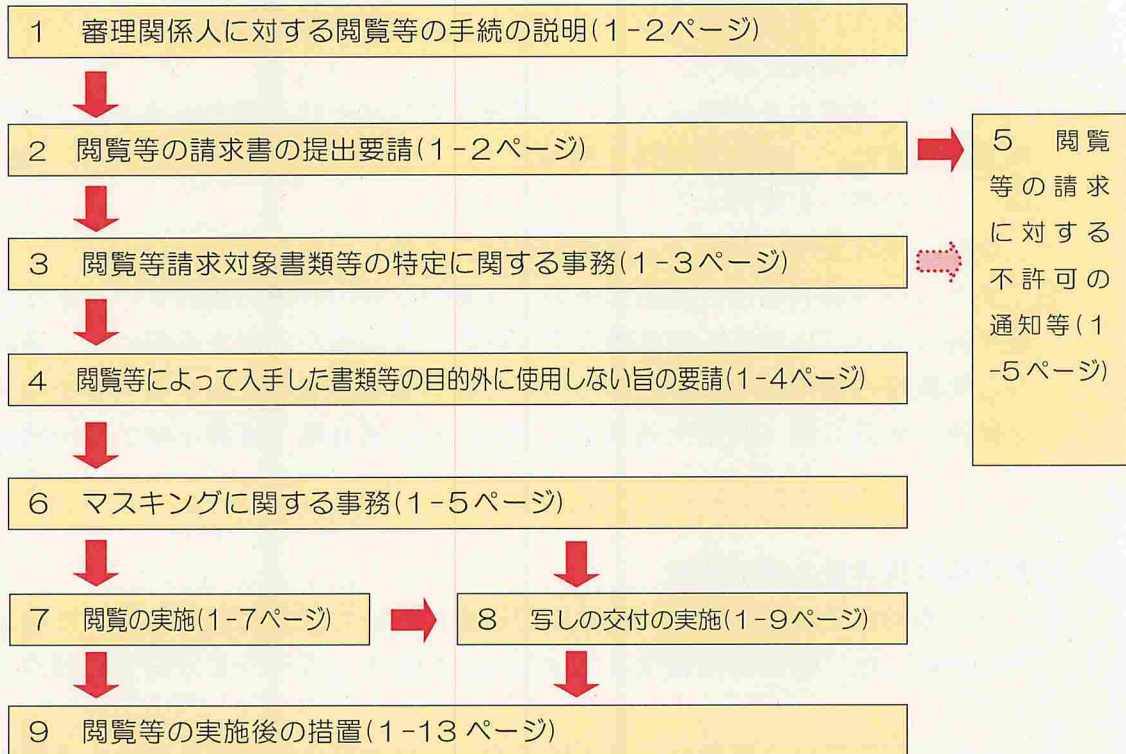 1 審理関係人に対する閲覧等の手続の説明(1-2ページ)
2 閲覧等の請求書の提出要請(1-2ページ)
5 閲覧
等の請求
に対する
不許可の
通知等(1
-5ページ)
3 閲覧等請求対象書類等の特定に関する事務(1-3ページ)
4 閲覧等によって入手した書類等の目的外に使用しない旨の要請(1-4ページ)
6 マスキングに関する事務(1-5ページ)
7 閲覧の実施(1-7ページ)
8 写しの交付の実施(1-9ページ)
9 閲覧等の実施後の措置(1-13ページ)